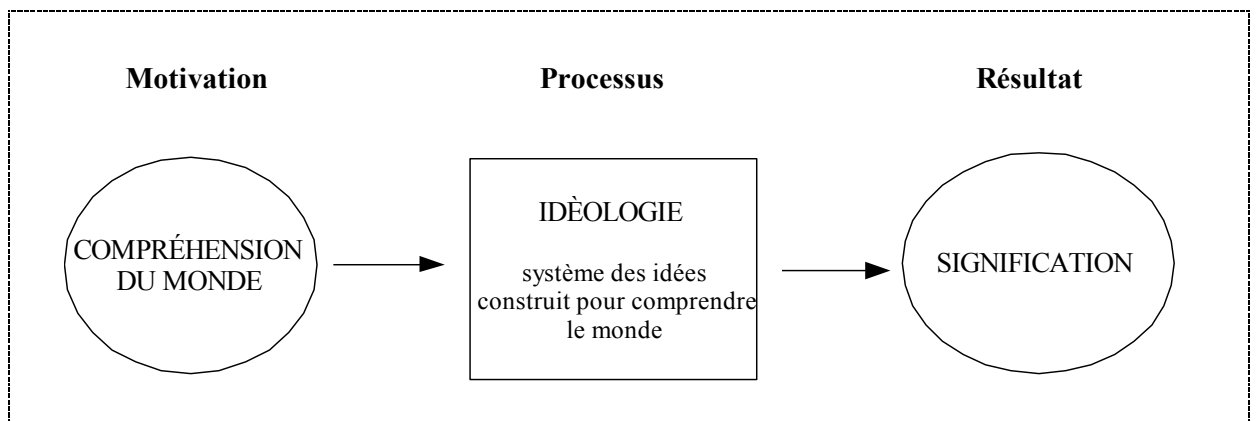 Motivation
Processus
Résultat
COMPRÉHENSION
DU MONDE
IDÈOLOGIE
système des idées
construit pour comprendre
le monde
SIGNIFICATION